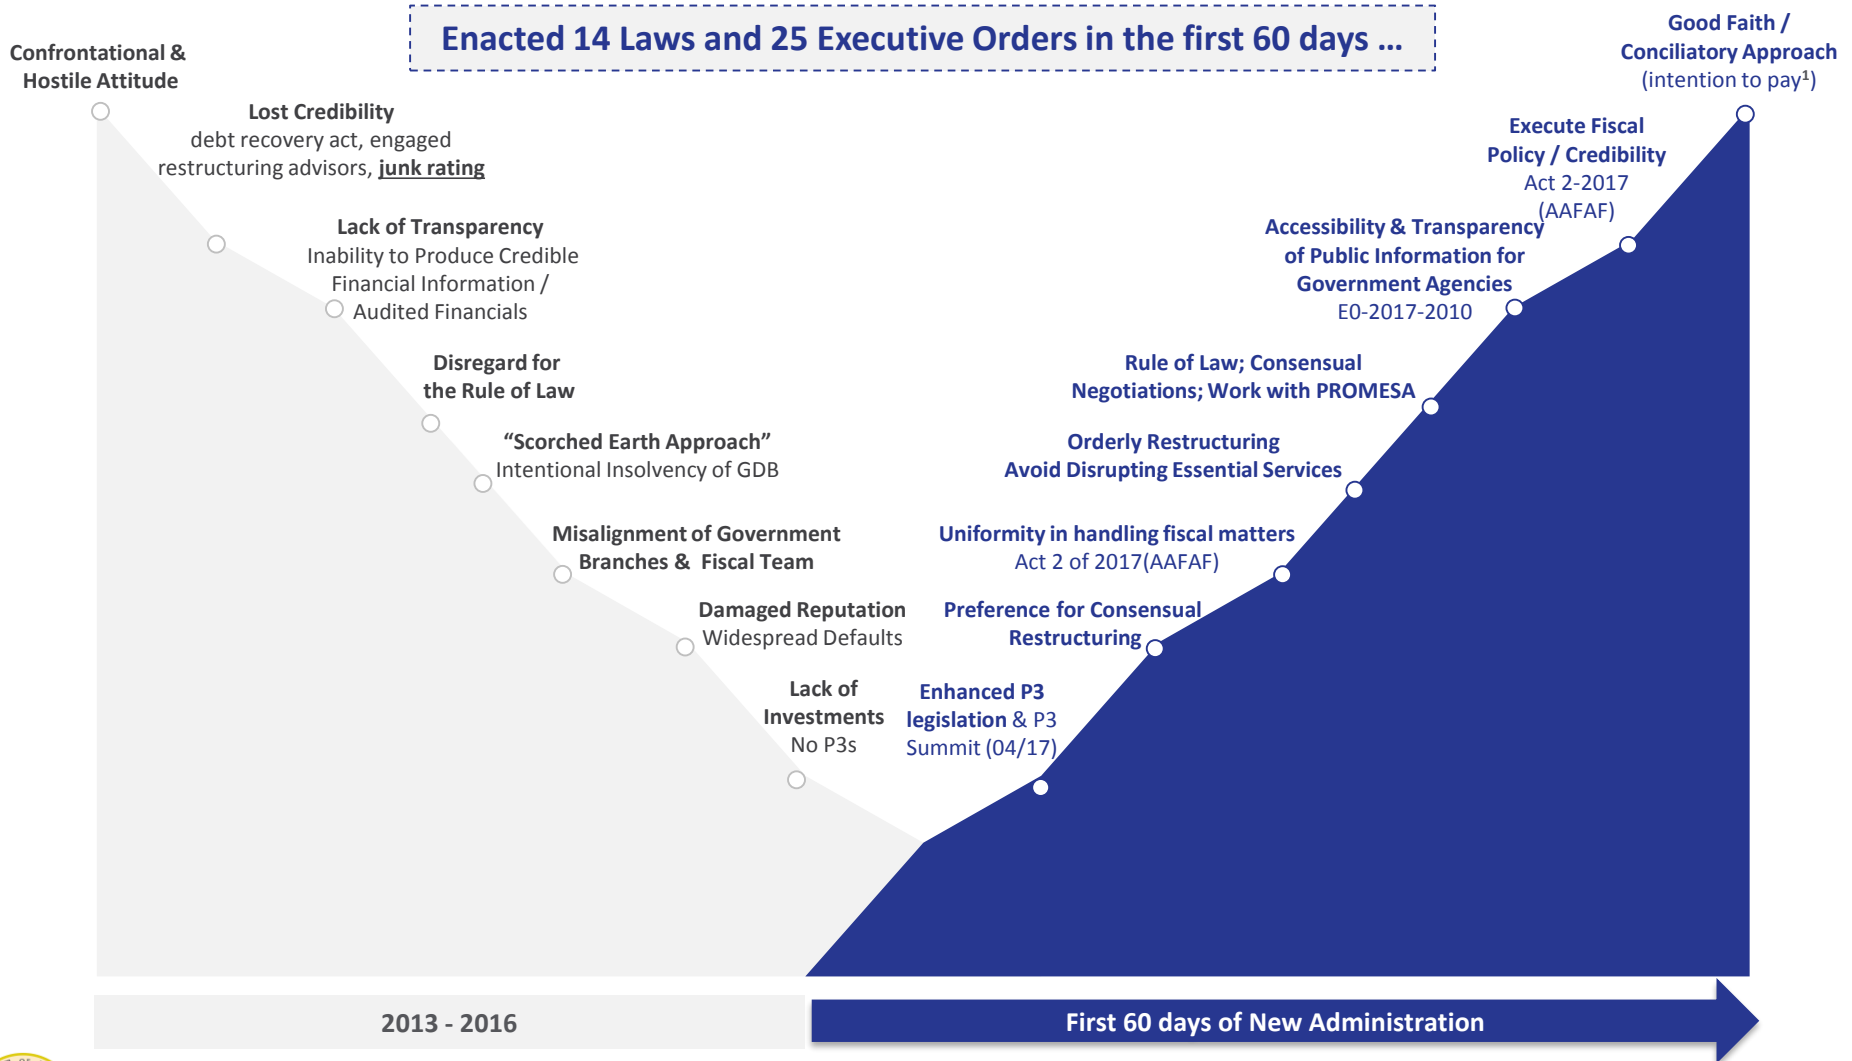 Enacted 14 Laws and 25 Executive Orders in the first 60 days ...
Confrontational &
Hostile Attitude
Lost Credibility
debt recovery act, engaged
restructuring advisors, junk rating
Lack of Transparency
Inability to Produce Credible
Financial Information /
Audited Financials
Disregard for
the Rule of Law
“Scorched Earth Approach”
Intentional Insolvency of GDB
Misalignment of Government
Branches & Fiscal Team
Damaged Reputation
Widespread Defaults
Lack of
Investments
No P3s
Enhanced P3
legislation & P3
Summit (04/17)
Preference for Consensual
Restructuring
Uniformity in handling fiscal matters
Act 2 of 2017(AAFAF)
Orderly Restructuring
Avoid Disrupting Essential Services
Rule of Law; Consensual
Negotiations; Work with PROMESA
Accessibility & Transparency
of Public Information for
Government Agencies
E0-2017-2010
Execute Fiscal
Policy / Credibility
Act 2-2017
(AAFAF)
Good Faith /
Conciliatory Approach
(intention to pay¹)
2013 - 2016
First 60 days of New Administration